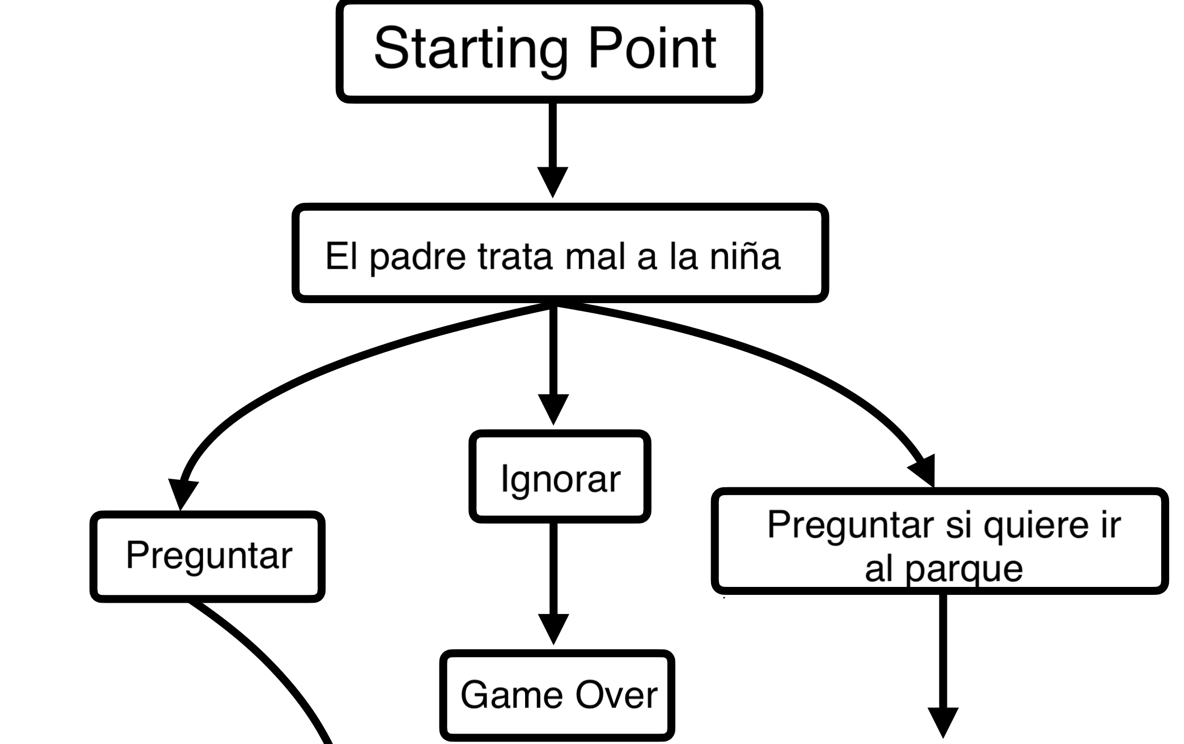 Starting Point
El padre trata mal a la niña
Ignorar
Preguntar si quiere ir
al parque
Preguntar
Game Over